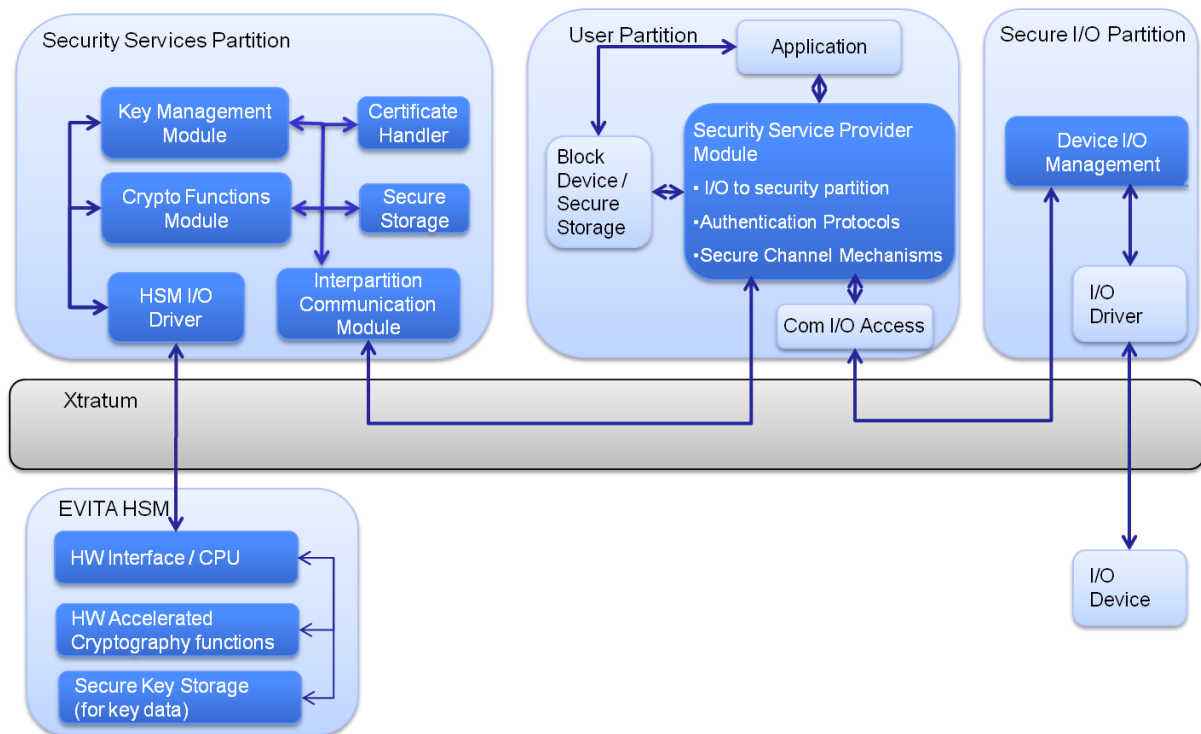 Security Services Partition
Key Management
Module
Certificate
Handler
Crypto Functions
Module
Secure
Storage
HSM I/O
Driver
Interpartition
Communication
Module
User Partition
Application
Block
Device /
Secure
Storage
Security Service Provider
Module
▪ I/O to security partition
▪Authentication Protocols
▪Secure Channel Mechanisms
Com I/O Access
Secure I/O Partition
Device I/O
Management
I/O
Driver
Xtratum
EVITA HSM
HW Interface / CPU
HW Accelerated
Cryptography functions
Secure Key Storage
(for key data)
I/O
Device